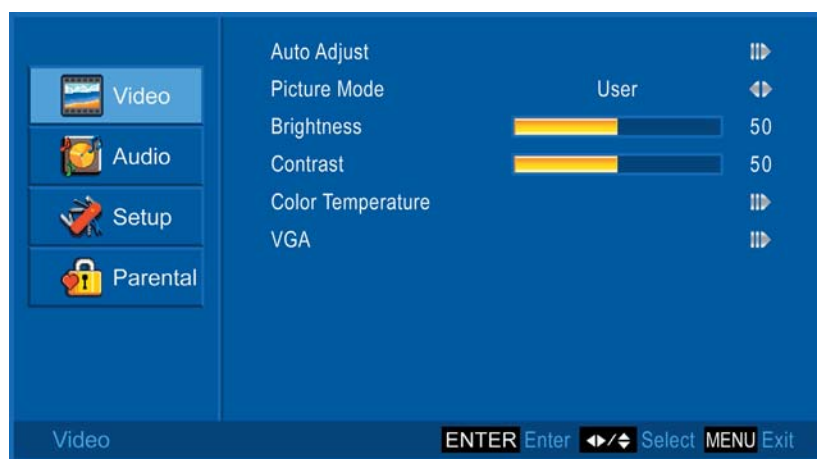 Video
Audio
Setup
Parental
Auto Adjust
Picture Mode User
Brightness 50
Contrast 50
Color Temperature
VGA
Video ENTER Enter / Select MENU Exit